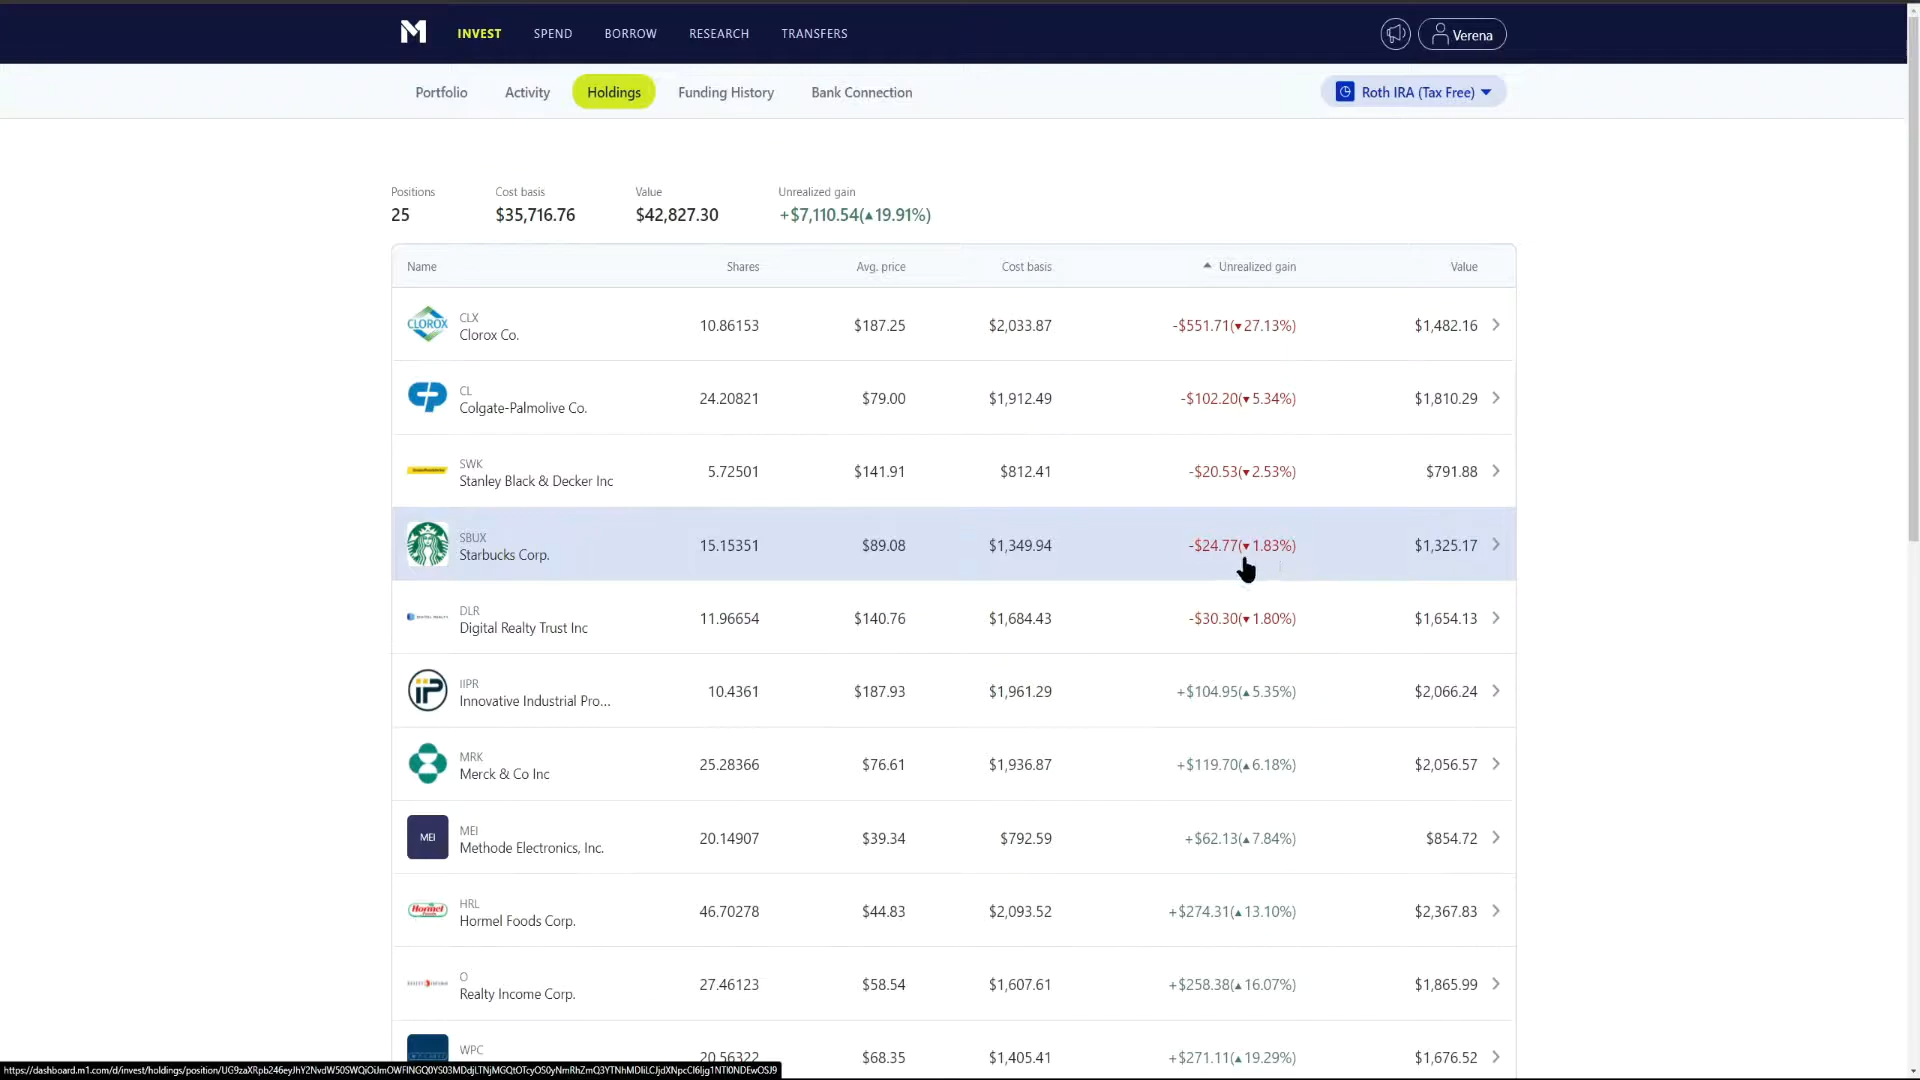 M INVEST SPEND BORROW RESEARCH TRANSFERS Verena
Portfolio Activity Holdings Funding History Bank Connection Roth IRA (Tax Free)
Positions Cost basis Value Unrealized gain
25 $35,716.76 $42,827.30 +$7,110.54(▲19.91%)
Name Shares Avg. price Cost basis Unrealized gain Value
CLOROX
CLX
Clorox Co. 10.86153 $187.25 $2,033.87 -$551.71(▼27.13%) $1,482.16
CL
Colgate-Palmolive Co. 24.20821 $79.00 $1,912.49 -$102.20(▼5.34%) $1,810.29
SWK
Stanley Black & Decker Inc 5.72501 $141.91 $812.41 -$20.53(▼2.53%) $791.88
SBUX
Starbucks Corp. 15.15351 $89.08 $1,349.94 -$24.77(▼1.83%) $1,325.17
DLR
Digital Realty Trust Inc 11.96654 $140.76 $1,684.43 -$30.30(▼1.80%) $1,654.13
IIPR
Innovative Industrial Pro... 10.4361 $187.93 $1,961.29 +$104.95(▲5.35%) $2,066.24
MRK
Merck & Co Inc 25.28366 $76.61 $1,936.87 +$119.70(▲6.18%) $2,056.57
MEI
MEI
Methode Electronics, Inc. 20.14907 $39.34 $792.59 +$62.13(▲7.84%) $854.72
Hormel
HRL
Hormel Foods Corp. 46.70278 $44.83 $2,093.52 +$274.31(▲13.10%) $2,367.83
O
Realty Income Corp. 27.46123 $58.54 $1,607.61 +$258.38(▲16.07%) $1,865.99
WPC
20.56322 $68.35 $1,405.41 +$271.11(▲19.29%) $1,676.52